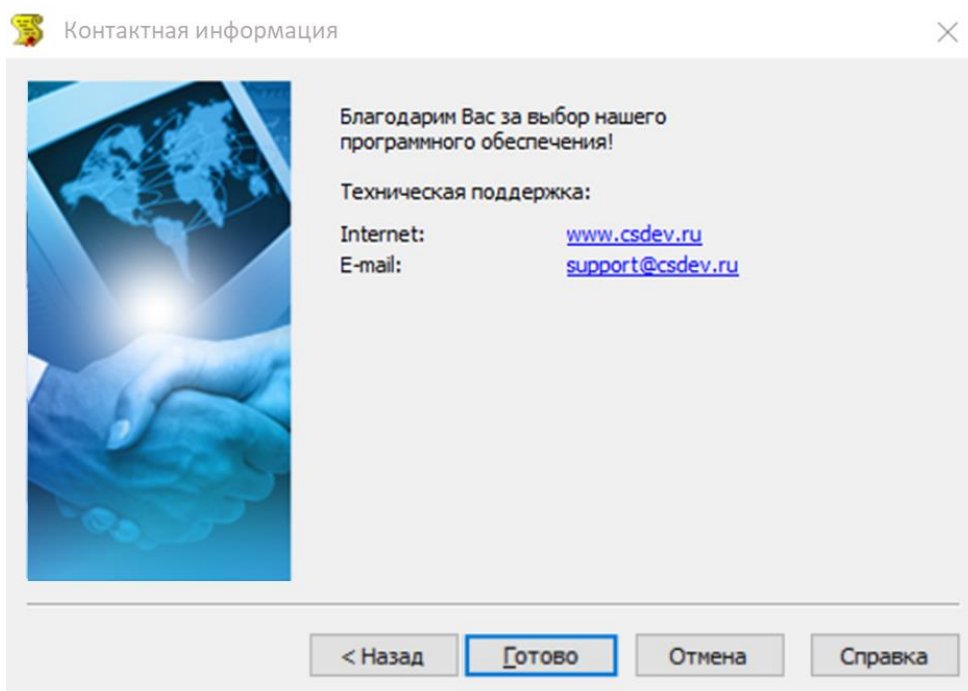 Контактная информация
Благодарим Вас за выбор нашего
программного обеспечения!
Техническая поддержка:
Internet: www.csdev.ru
E-mail: support@csdev.ru
< Назад Готово Отмена Справка